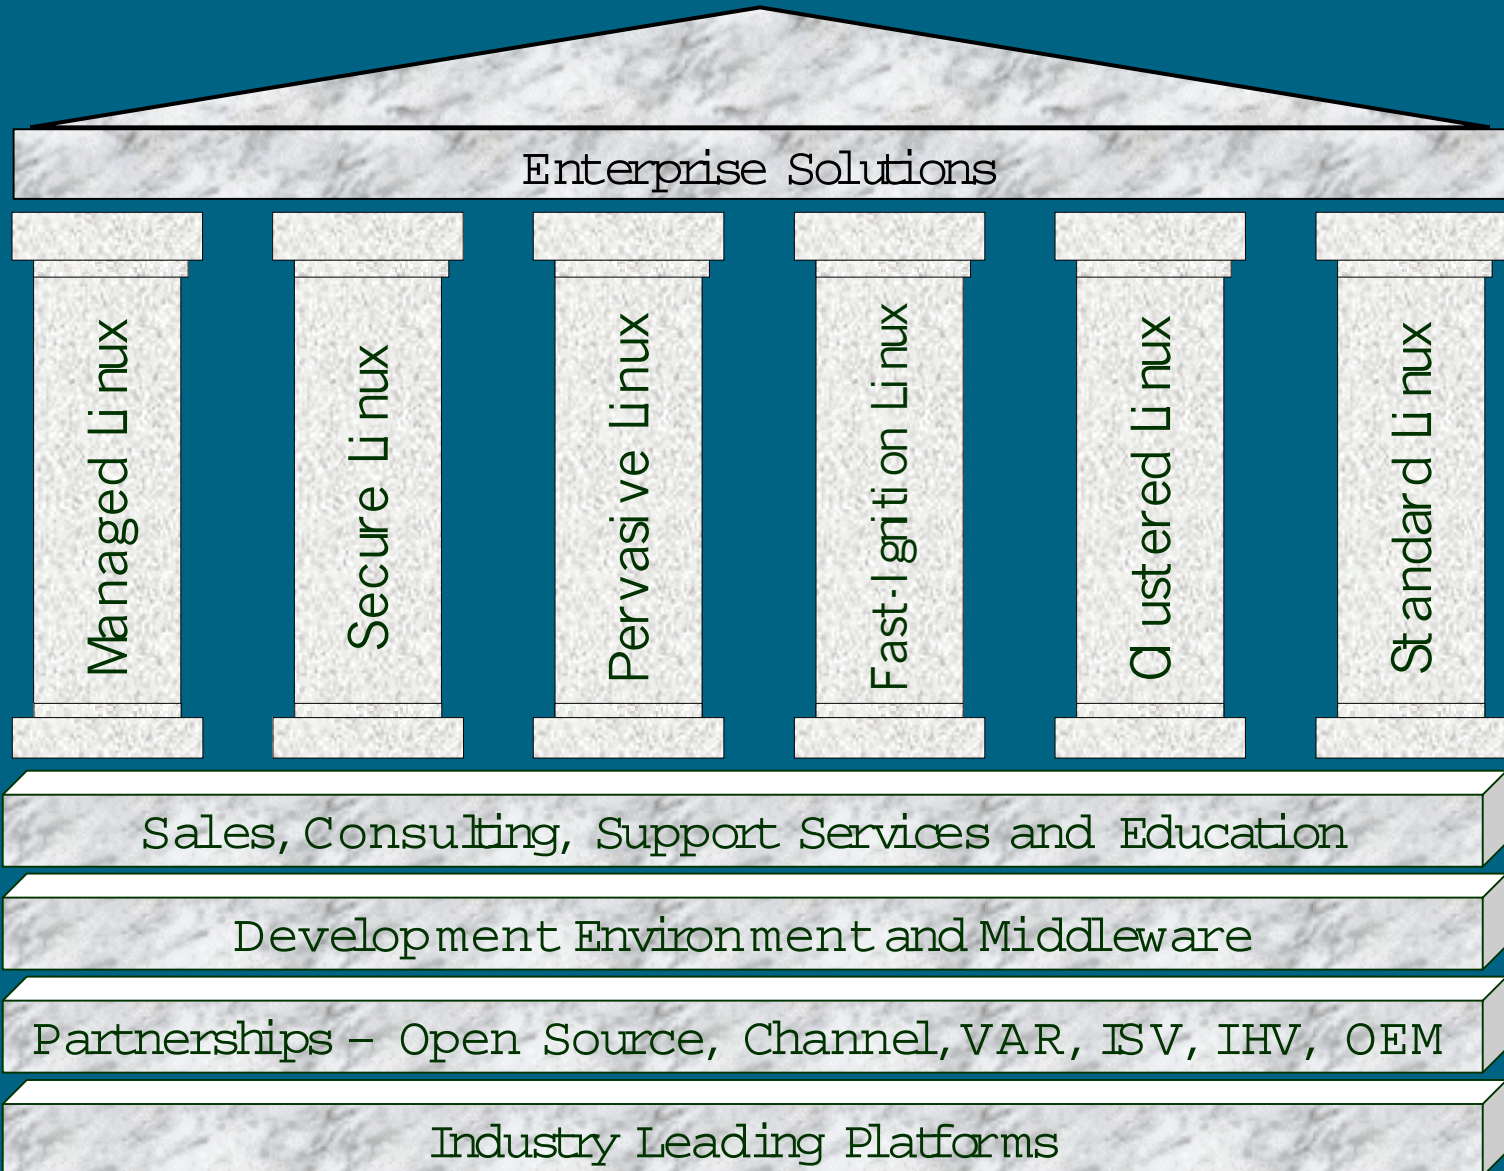 Enterprise Solutions
Managed Linux
Secure Linux
Pervasive Linux
Fast-Ignition Linux
Clustered Linux
Standard Linux
Sales, Consulting, Support Services and Education
Development Environment and Middleware
Partnerships – Open Source, Channel, VAR, ISV, IHV, OEM
Industry Leading Platforms